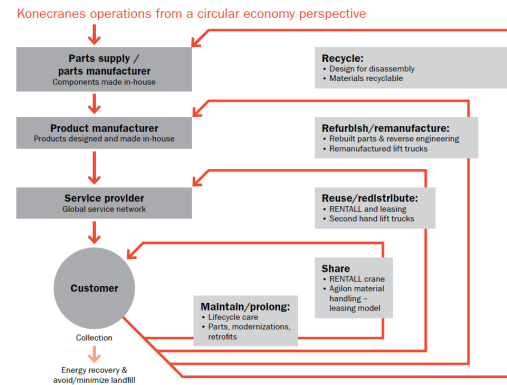 Konecranes operations from a circular economy perspective
Parts supply /
parts manufacturer
Components made in-house
Recycle:
• Design for disassembly
• Materials recyclable
Product manufacturer
Products designed and made in-house
Refurbish/remanufacture:
• Rebuilt parts & reverse engineering
• Remanufactured lift trucks
Service provider
Global service network
Reuse/redistribute:
• RENTALL and leasing
• Second hand lift trucks
Customer
Share
• RENTALL crane
• Agilon material
handling –
leasing model
Maintain/prolong:
• Lifecycle care
• Parts, modernizations,
retrofits
Collection
Energy recovery &
avoid/minimize landfill